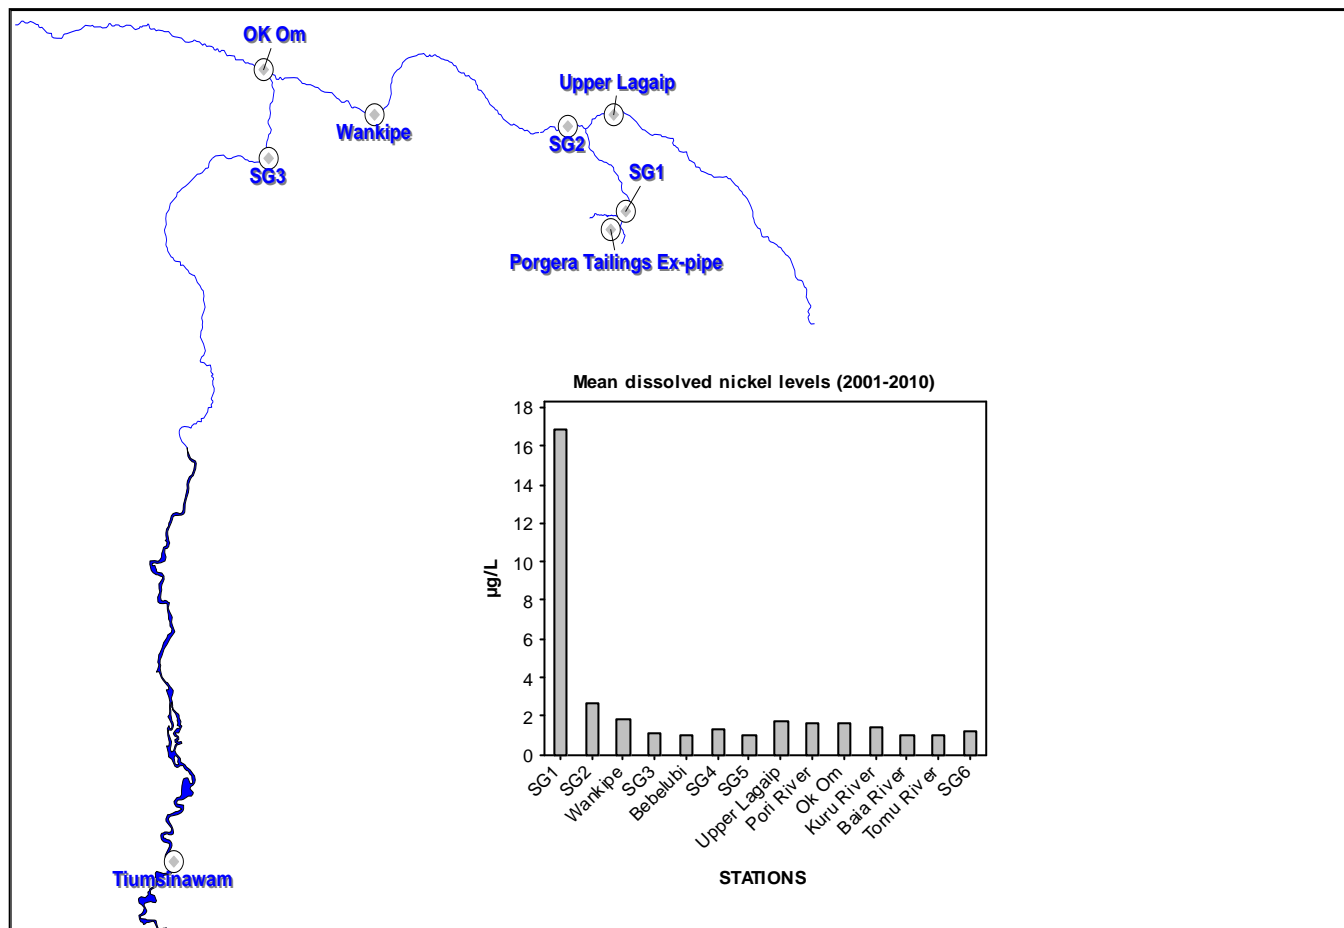 OK Om
Upper Lagaip
Wankipe
SG2
SG3
SG1
Porgera Tailings Ex-pipe
Tiumsinawam
Mean dissolved nickel levels (2001-2010)
18
16
14
12
10
8
6
4
2
0
µg/L
SG1
SG2
Wankipe
SG3
Bebelubi
SG4
SG5
Upper Lagaip
Pori River
Ok Om
Kuru River
Baia River
Tomu River
SG6
STATIONS